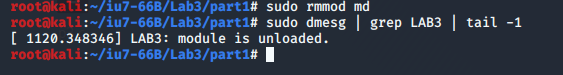 root@kali:~/iu7-66B/Lab3/part1# sudo rmmod md
root@kali:~/iu7-66B/Lab3/part1# sudo dmesg | grep LAB3 | tail -1
[ 1120.348346] LAB3: module is unloaded.
root@kali:~/iu7-66B/Lab3/part1#